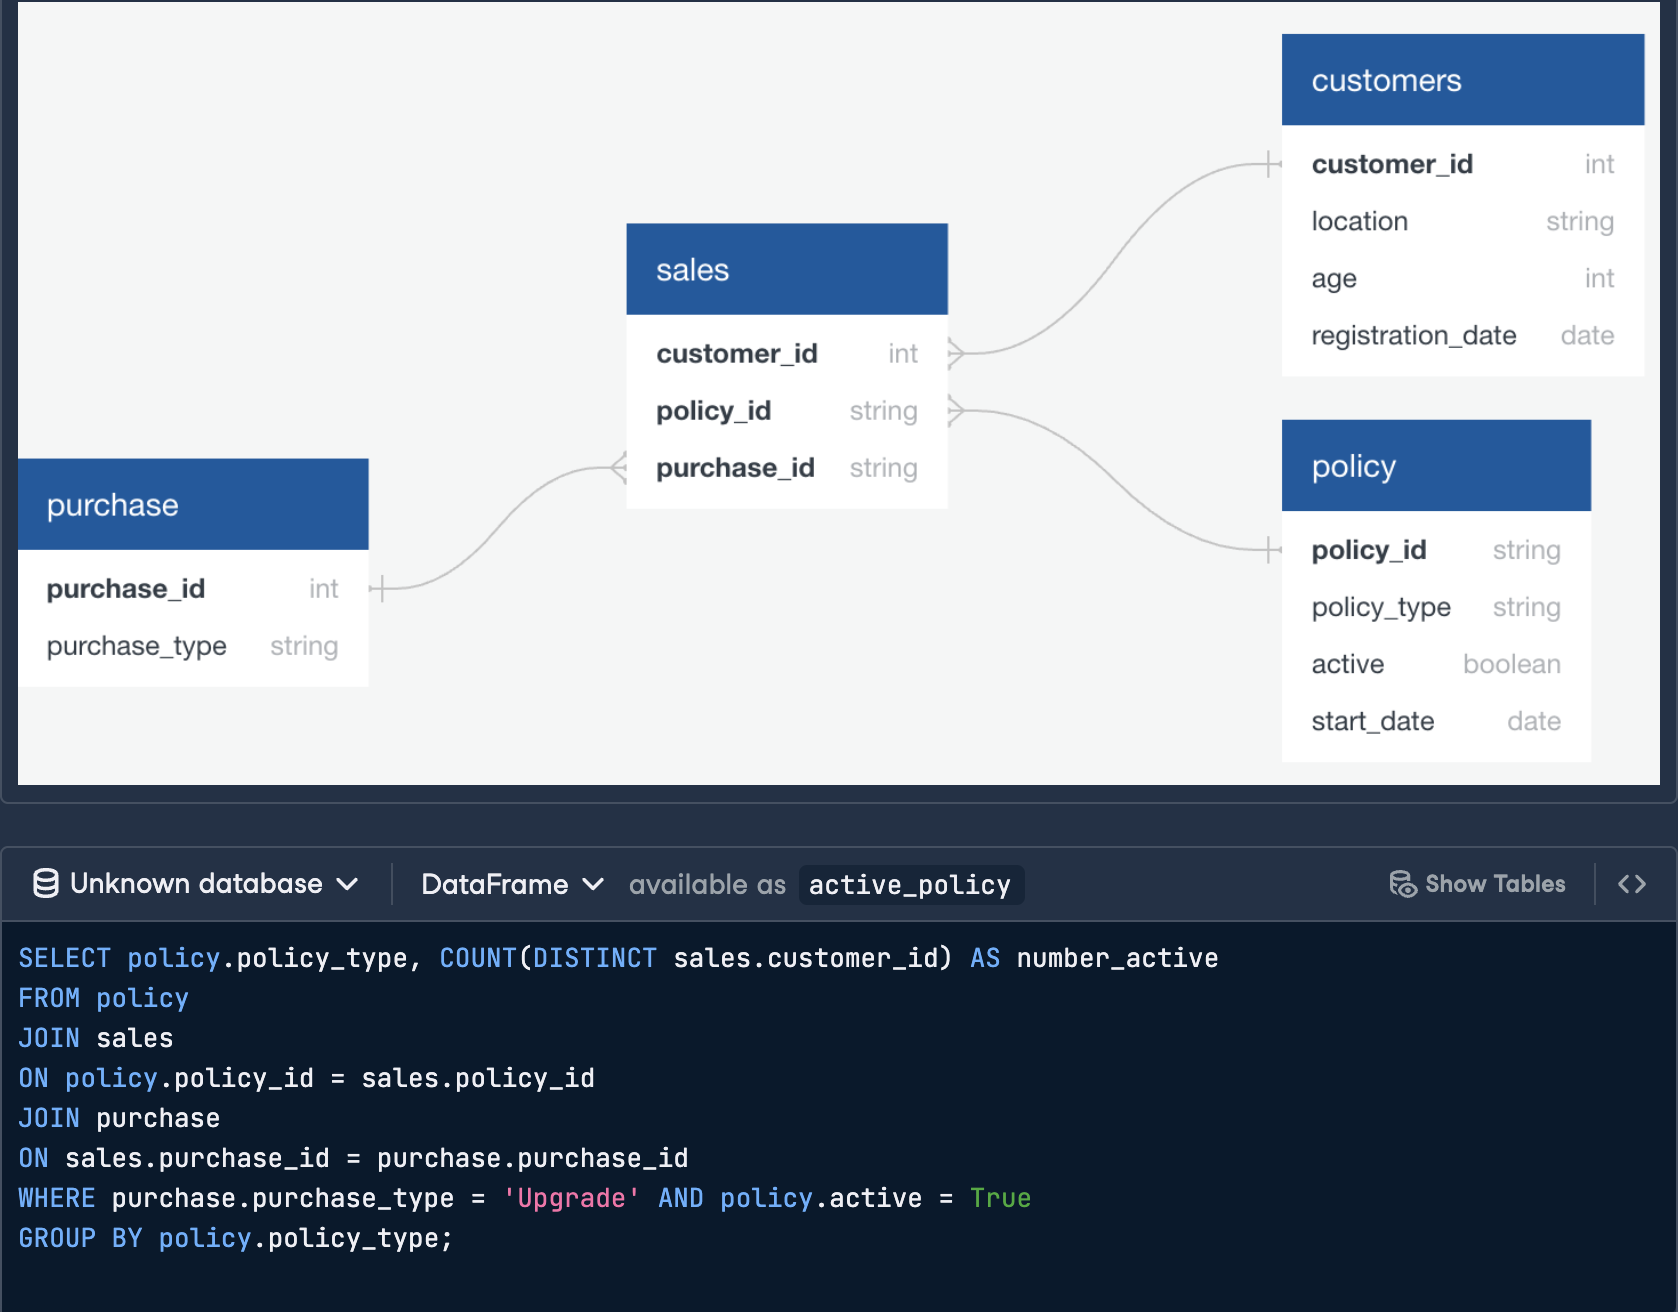 customers
customer_id int
location string
age int
registration_date date
sales
customer_id int
policy_id string
purchase_id string
purchase
purchase_id int
purchase_type string
policy
policy_id string
policy_type string
active boolean
start_date date
Unknown database DataFrame available as active_policy Show Tables <>
SELECT policy.policy_type, COUNT(DISTINCT sales.customer_id) AS number_active
FROM policy
JOIN sales
ON policy.policy_id = sales.policy_id
JOIN purchase
ON sales.purchase_id = purchase.purchase_id
WHERE purchase.purchase_type = 'Upgrade' AND policy.active = True
GROUP BY policy.policy_type;